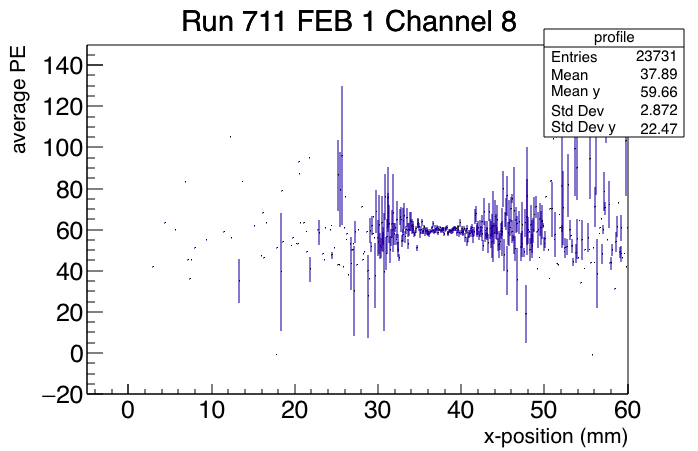 Run 711 FEB 1 Channel 8
profile
Entries 23731
Mean 37.89
Mean y 59.66
Std Dev 2.872
Std Dev y 22.47
average PE
140
120
100
80
60
40
20
0
−20
0 10 20 30 40 50 60
x-position (mm)